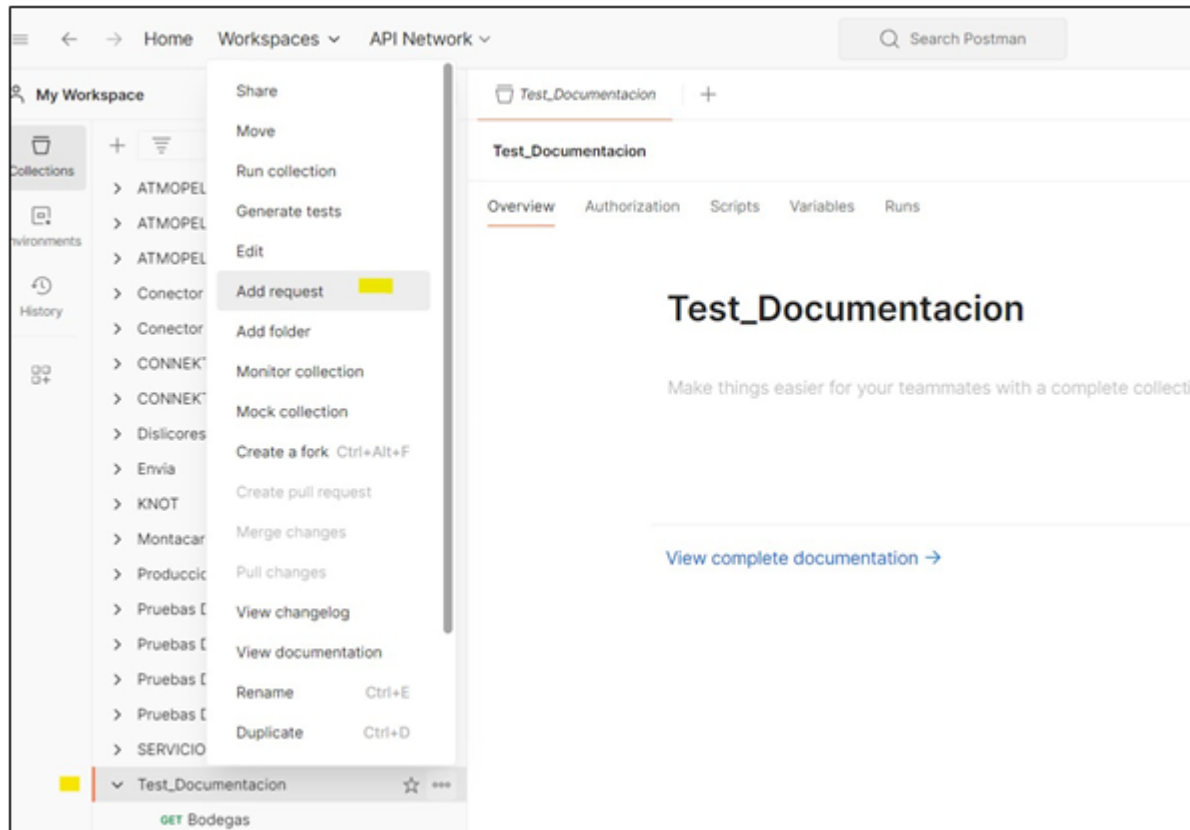 Home Workspaces API Network Search Postman
My Workspace
Collections
History
ATMOPEL
ATMOPEL
ATMOPEL
Conector
Conector
CONNEKT
CONNEKT
Dislicores
Envia
KNOT
Montacar
Pruebas
Pruebas
Pruebas
Pruebas
SERVICIO
Test_Documentacion
GET Bodegas
Share
Move
Run collection
Generate tests
Edit
Add request
Add folder
Monitor collection
Mock collection
Create a fork Ctrl+Alt+F
Create pull request
Merge changes
Pull changes
View changelog
View documentation
Rename Ctrl+E
Duplicate Ctrl+D
Test_Documentacion
Test_Documentacion
Overview Authorization Scripts Variables Runs
Test_Documentacion
Make things easier for your teammates with a complete collecti
View complete documentation →